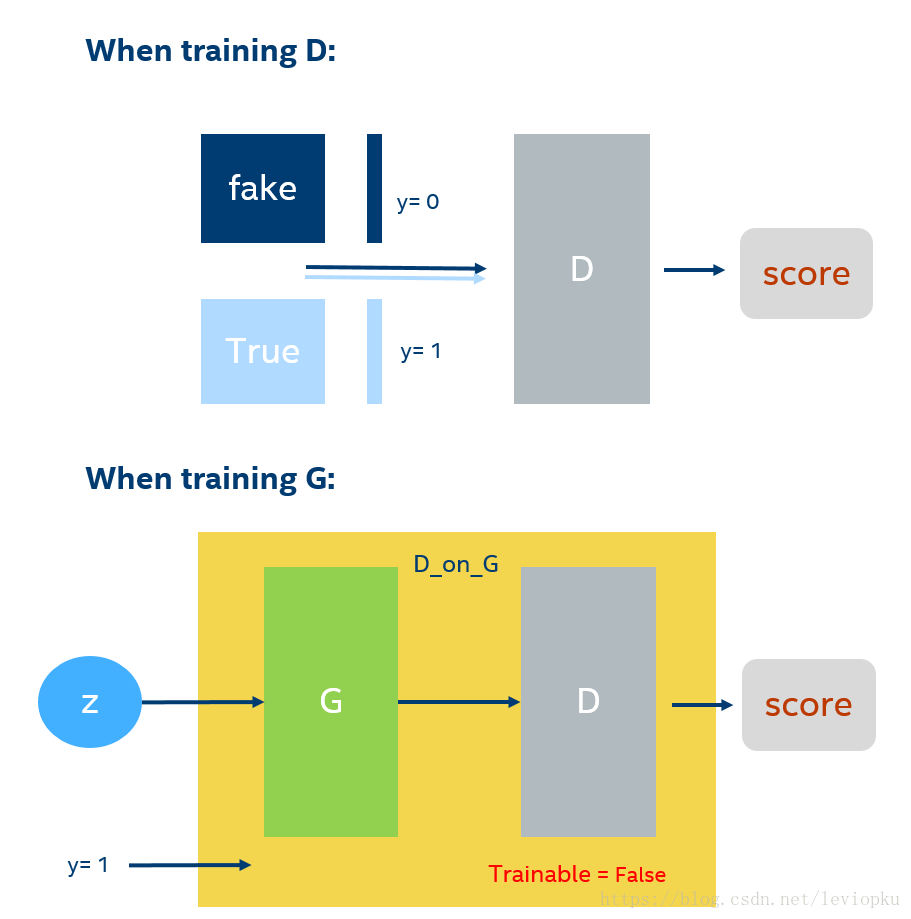 When training D:
fake
y= 0
D
score
True
y= 1
When training G:
D_on_G
z
G
D
score
y= 1
Trainable = False
https://blog.csdn.net/leviopku